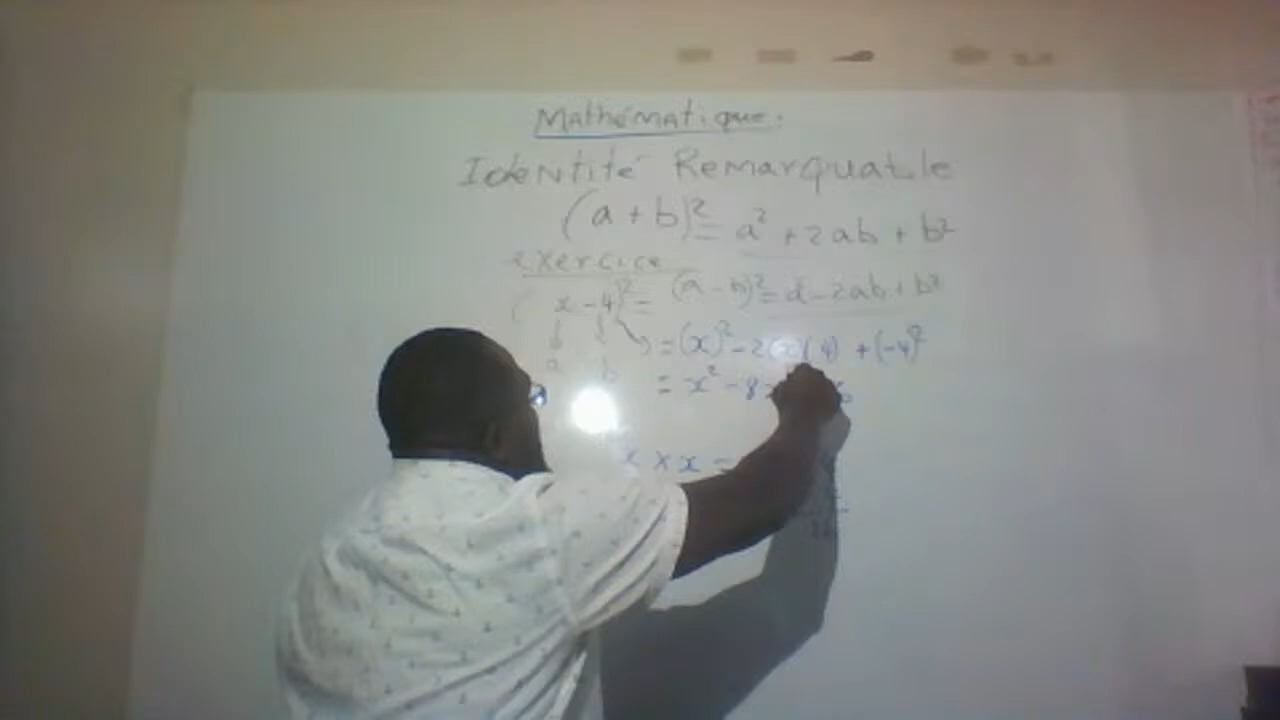 Mathématique.
Identité Remarquable
(a + b)² = a² + 2ab + b²
Exercice
(x - 4)² = (a - b)² = a² - 2ab + b²
= (x)² - 2(x)(4) + (-4)²
a b
= x² - 8
x × x =